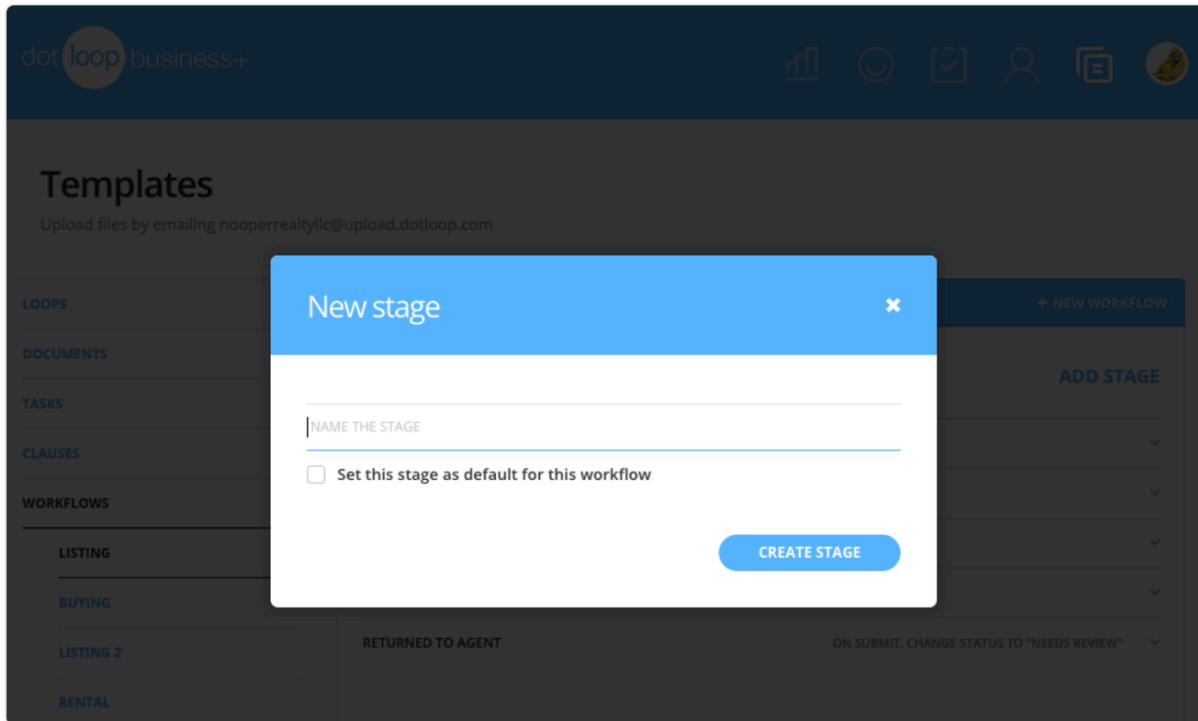 dot loop business+
Templates
Upload files by emailing nooperrealtyllc@upload.dotloop.com
LOOPS
DOCUMENTS
TASKS
CLAUSES
WORKFLOWS
LISTING
BUYING
LISTING 2
RENTAL
+ NEW WORKFLOW
ADD STAGE
New stage
NAME THE STAGE
Set this stage as default for this workflow
CREATE STAGE
RETURNED TO AGENT ON SUBMIT, CHANGE STATUS TO "NEEDS REVIEW"